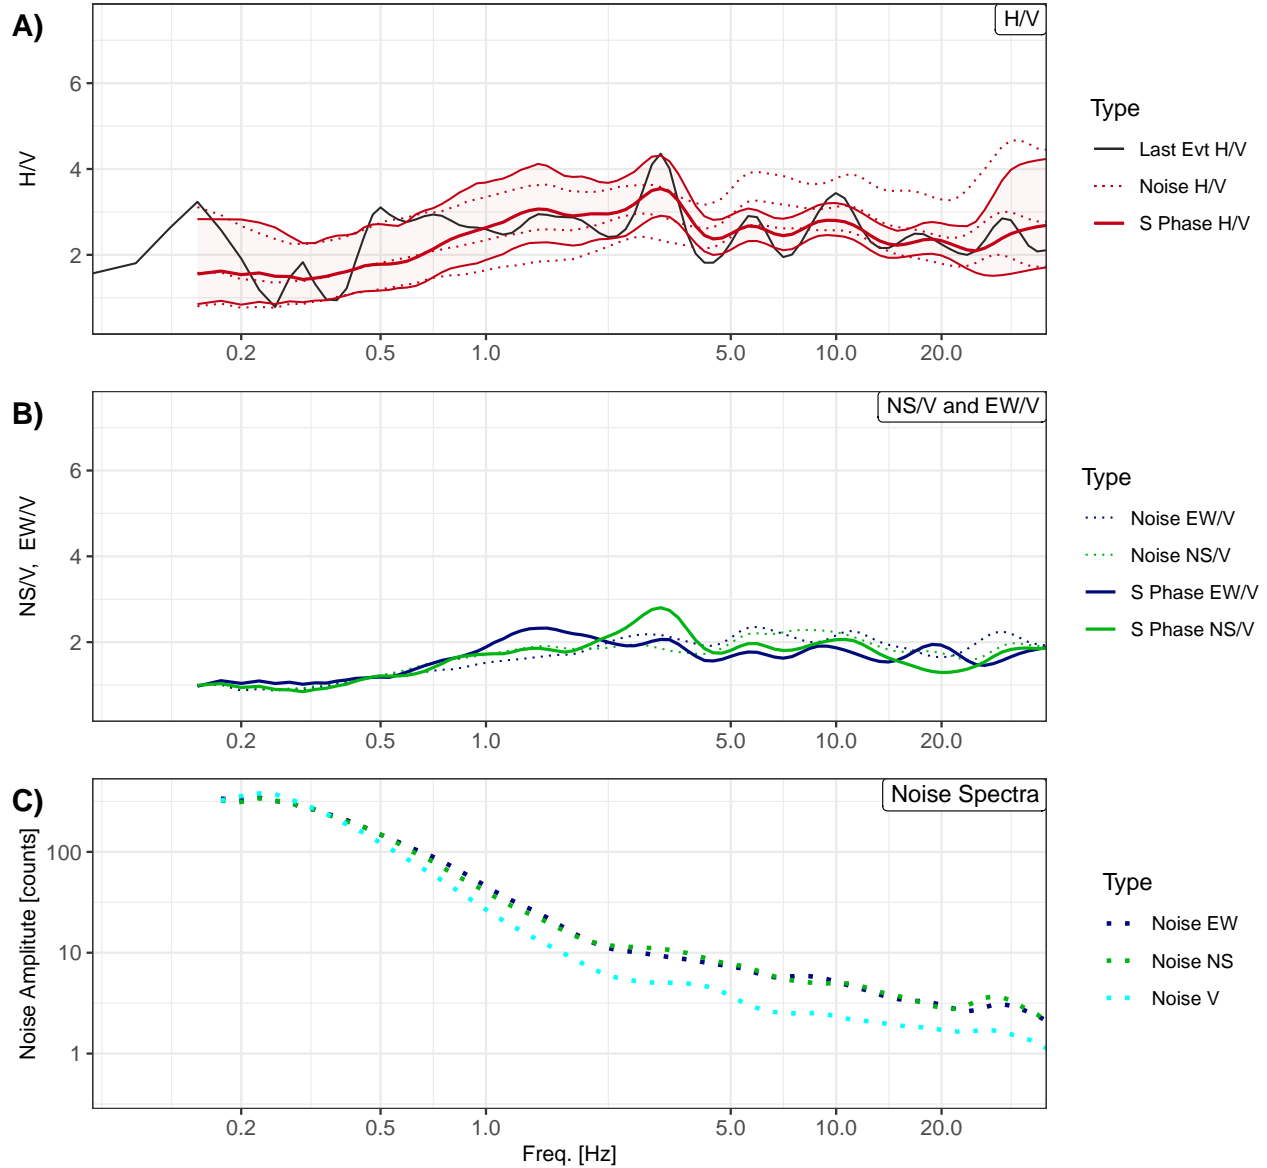 A)
H/V
6
4
2
H/V
0.2
0.5
1.0
5.0
10.0
20.0
Type
Last Evt H/V
Noise H/V
S Phase H/V
B)
NS/V and EW/V
6
4
2
NS/V,  EW/V
0.2
0.5
1.0
5.0
10.0
20.0
Type
Noise EW/V
Noise NS/V
S Phase EW/V
S Phase NS/V
C)
Noise Spectra
100
10
1
Noise Amplitute [counts]
0.2
0.5
1.0
5.0
10.0
20.0
Freq. [Hz]
Type
Noise EW
Noise NS
Noise V